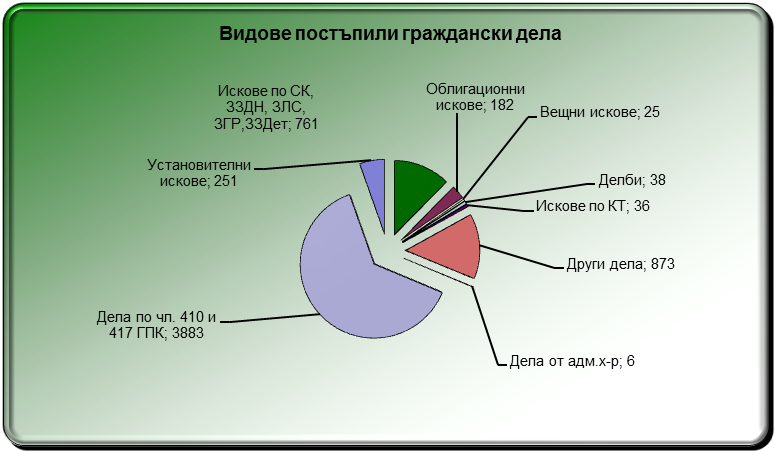 Видове постъпили граждански дела
Искове по СК,
ЗЗДН, ЗЛС,
ЗГР,ЗЗДет; 761
Облигационни
искове; 182
Вещни искове; 25
Установителни
искове; 251
Делби; 38
Искове по КТ; 36
Други дела; 873
Дела по чл. 410 и
417 ГПК; 3883
Дела от адм.х-р; 6